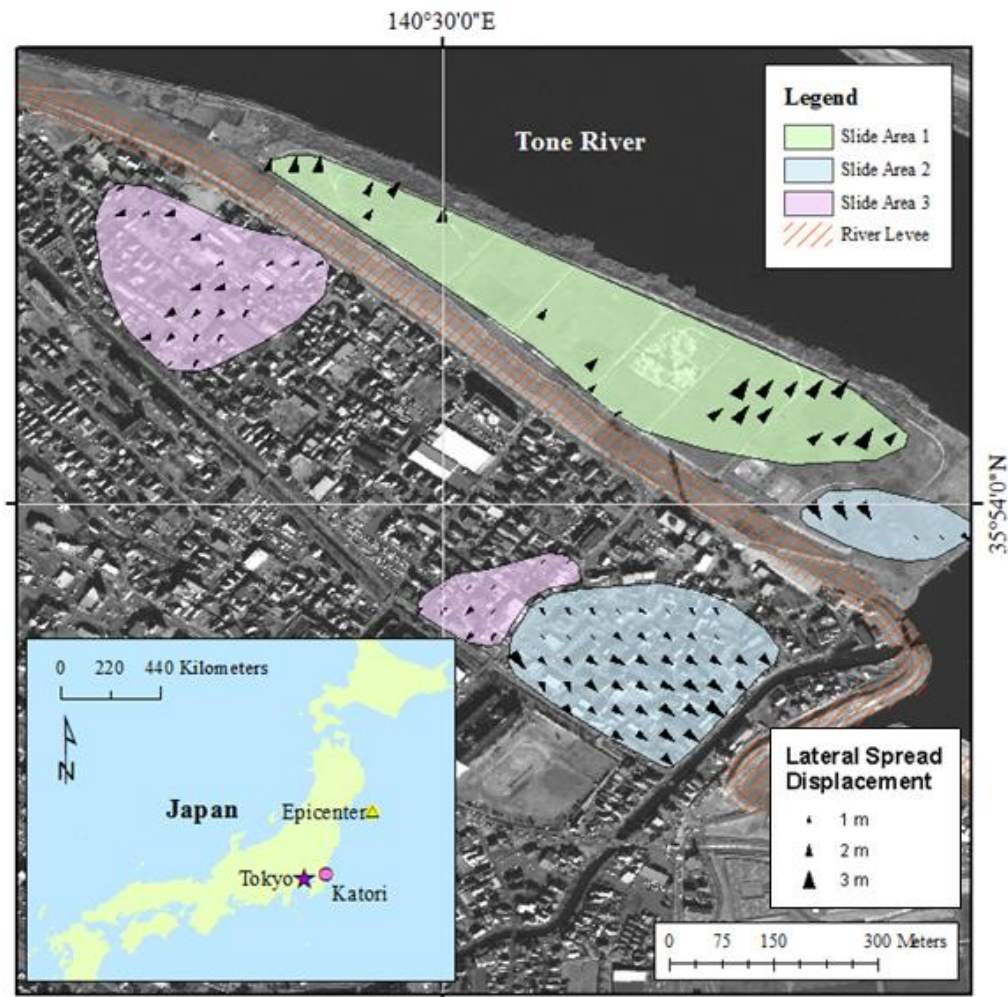 140°30'0"E
Legend
Slide Area 1
Slide Area 2
Slide Area 3
River Levee
Tone River
35°54'0"N
0 220 440 Kilometers
N
Japan
Epicenter
Tokyo
Katori
Lateral Spread
Displacement
1 m
2 m
3 m
0 75 150 300 Meters